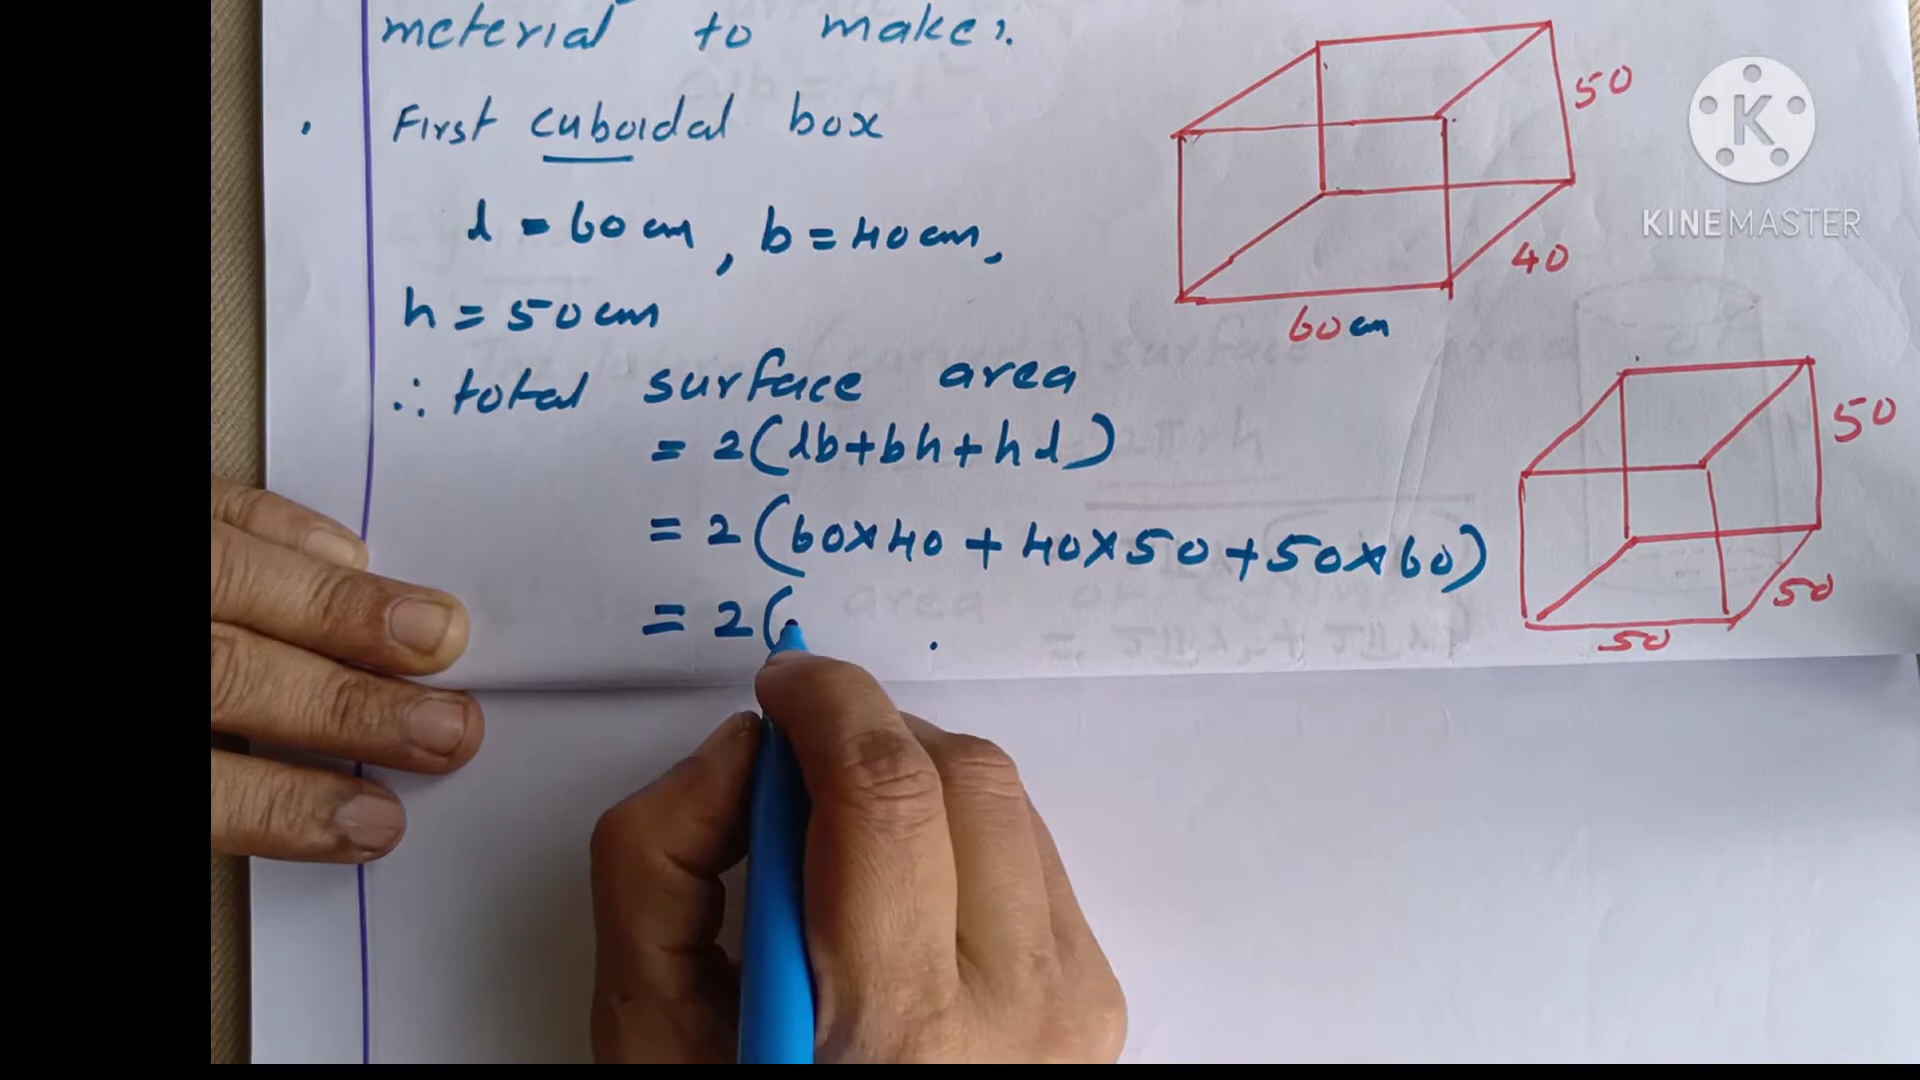 meterial to make?
First cuboidal box
l = 60 cm, b = 40 cm,
h = 50 cm
∴ total surface area
= 2(lb+bh+hl)
= 2(60×40 + 40×50 + 50×60)
= 2(
50
40
60 cm
50
50
50
K
KINEMASTER